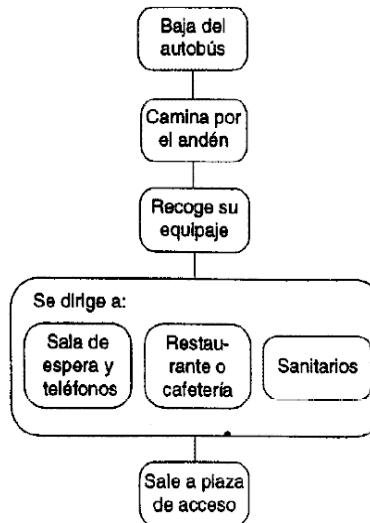 Baja del
autobús
Camina por
el andén
Recoge su
equipaje
Se dirige a:
Sala de
espera y
teléfonos
Restau-
rante o
cafetería
Sanitarios
Sale a plaza
de acceso